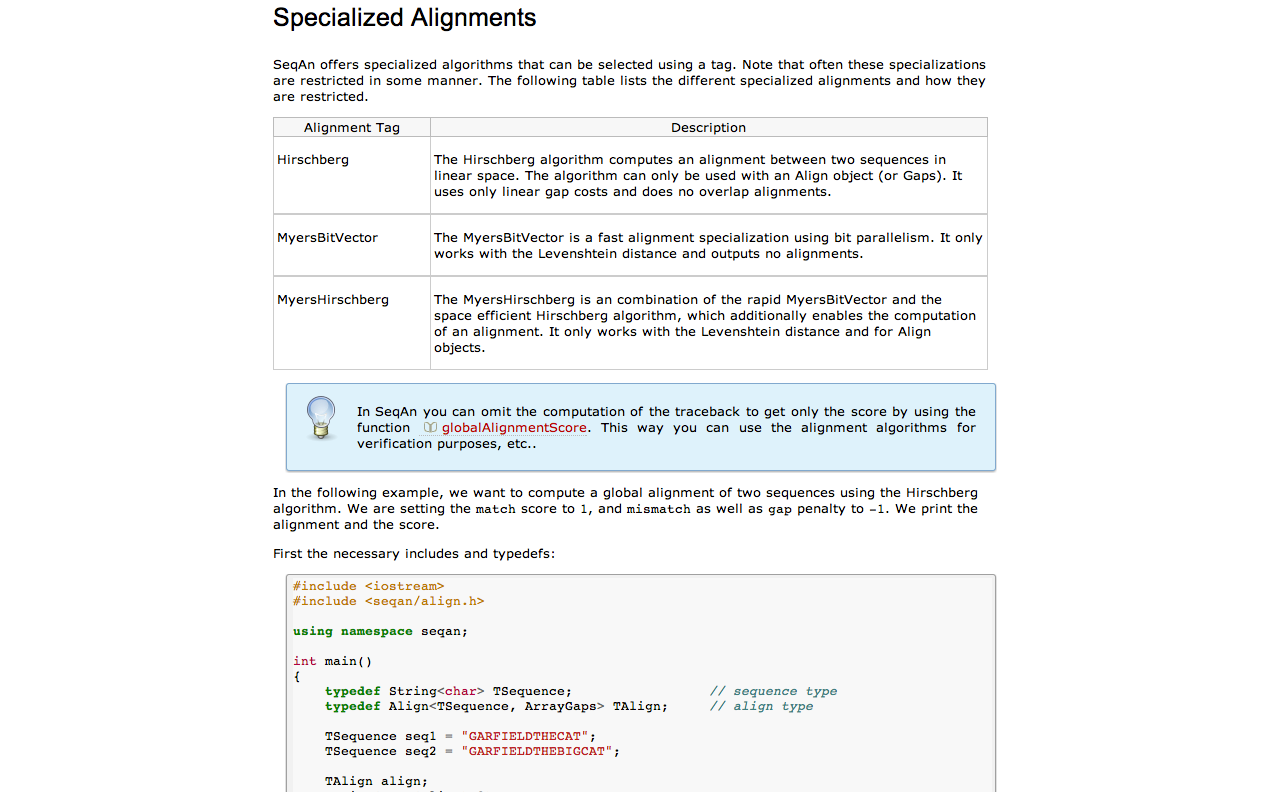 Specialized Alignments
SeqAn offers specialized algorithms that can be selected using a tag. Note that often these specializations
are restricted in some manner. The following table lists the different specialized alignments and how they
are restricted.
Alignment Tag Description
Hirschberg The Hirschberg algorithm computes an alignment between two sequences in
linear space. The algorithm can only be used with an Align object (or Gaps). It
uses only linear gap costs and does no overlap alignments.
MyersBitVector The MyersBitVector is a fast alignment specialization using bit parallelism. It only
works with the Levenshtein distance and outputs no alignments.
MyersHirschberg The MyersHirschberg is an combination of the rapid MyersBitVector and the
space efficient Hirschberg algorithm, which additionally enables the computation
of an alignment. It only works with the Levenshtein distance and for Align
objects.
In SeqAn you can omit the computation of the traceback to get only the score by using the
function globalAlignmentScore. This way you can use the alignment algorithms for
verification purposes, etc..
In the following example, we want to compute a global alignment of two sequences using the Hirschberg
algorithm. We are setting the match score to 1, and mismatch as well as gap penalty to -1. We print the
alignment and the score.
First the necessary includes and typedefs:
#include <iostream>
#include <seqan/align.h>
using namespace seqan;
int main()
{
typedef String<char> TSequence; // sequence type
typedef Align<TSequence, ArrayGaps> TAlign; // align type
TSequence seq1 = "GARFIELDTHECAT";
TSequence seq2 = "GARFIELDTHEBIGCAT";
TAlign align;